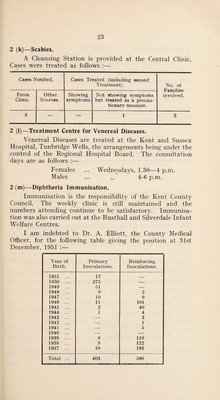 23
2 (k)—Scabies.
A Cleansing Station is provided at the Central Clinic.
Cases were treated as follows :—
Cases Notified. Cases Treated (including second Treatment). No. of Families involved.
From Clinic. Other Sources. Showing symptoms. Not showing symptoms but treated as a precautionary measure.
3 — — 1 3
2 (l)—Treatment Centre for Venereal Diseases.
Venereal Diseases are treated at the Kent and Sussex
Hospital, Tunbridge Wells, the arrangements being under the
control of the Regional Hospital Board. The consultation
days are as follows :—
Females ... Wednesdays, 1.30—4 p.m.
Males ... „ 4-6 p.m.
2 (m)—Diphtheria Immunisation.
Immunisation is the responsibility of the Kent County
Council. The weekly clinic is still maintained and the
numbers attending continue to be satisfactory. Immunisa-
tion was also carried out at the Rusthall and Silverdale Infant
Welfare Centres.
I am indebted to Dr. A. Elliott, the County Medical
Officer, for the following table giving the position at 31st
December, 1951 :—
Year of Birth. Primary Inoculations. Reinforcing Inoculations.
1951 ... 17 —
1950 ... 273 —
1949 ... 51 —
1948 ... 9 2
1947 ... 10 9
1946 ... 11 101
1945 ... 2 40
1944 ... 1 4
1943 ... — 3
1942 ... — 1
1941 ... — 5
1940 ... — —
1939 ... 8 110
1938 ... 9 122
1937 ... 10 183
Total ... 401 580